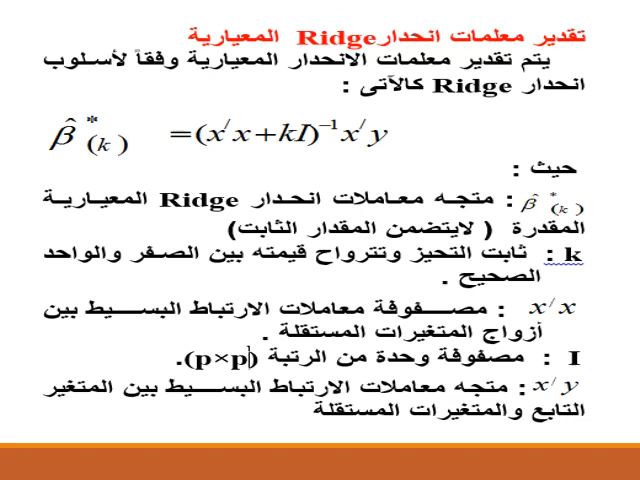 تقدير معلمات انحدارRidge المعيارية
يتم تقدير معلمات الانحدار المعيارية وفقاً لأسلوب
انحدار Ridge كالآتى :
β̂*(k) =(x/x+kI)−1x/y
حيث :
β̂*(k) : متجه معاملات انحدار Ridge المعيارية
المقدرة ( لايتضمن المقدار الثابت)
k : ثابت التحيز وتترواح قيمته بين الصفر والواحد
الصحيح .
x/x : مصفوفة معاملات الارتباط البسيط بين
أزواج المتغيرات المستقلة .
I : مصفوفة وحدة من الرتبة (p×p).
x/y : متجه معاملات الارتباط البسيط بين المتغير
التابع والمتغيرات المستقلة